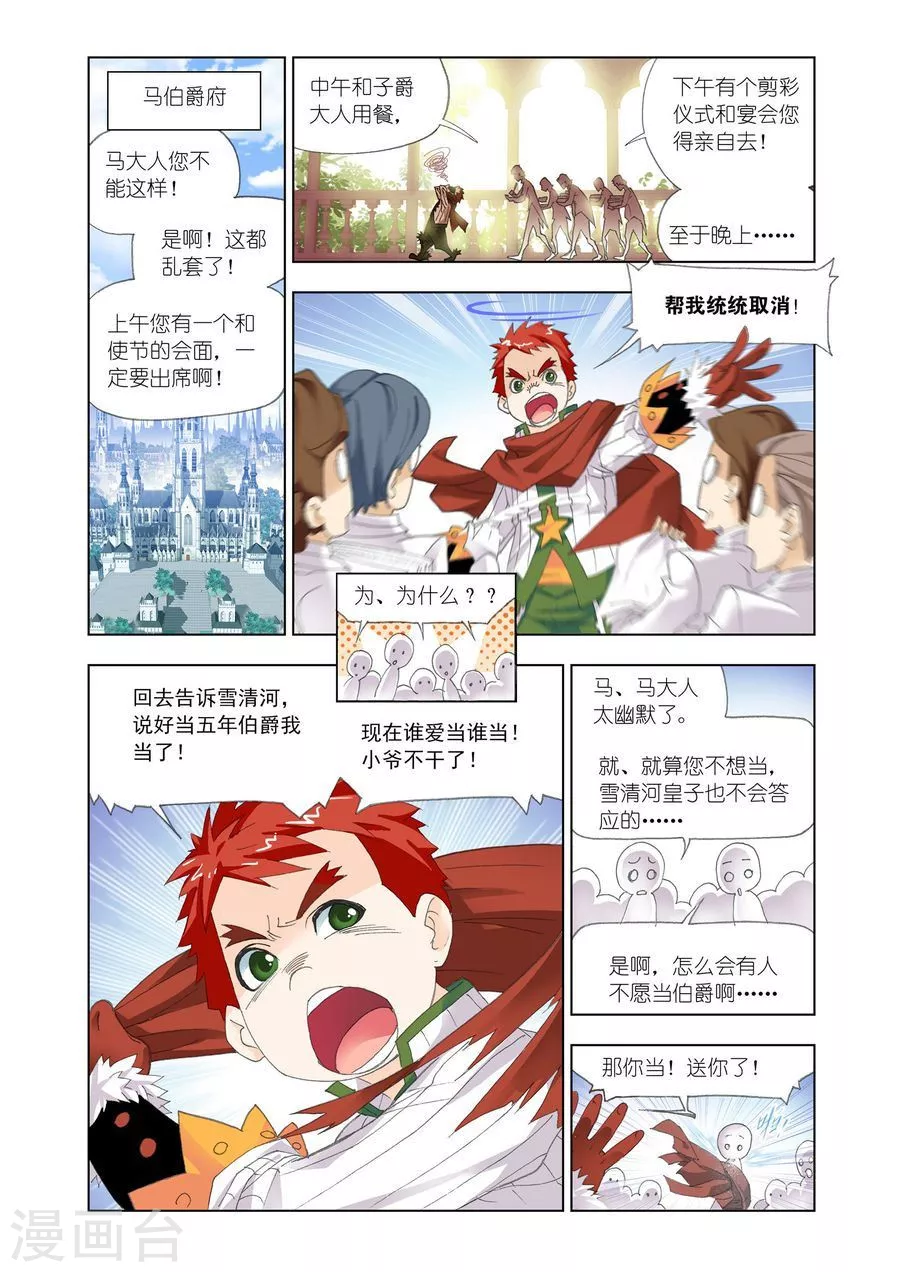 马伯爵府
马大人您不
能这样！
是啊！这都
乱套了！
上午您有一个和
使节的会面，一
定要出席啊！
中午和子爵
大人用餐，
下午有个剪彩
仪式和宴会您
得亲自去！
至于晚上……
帮我统统取消！
为、为什么？？
回去告诉雪清河，
说好当五年伯爵我
当了！
现在谁爱当谁当！
小爷不干了！
马、马大人
太幽默了。
就、就算您不想当，
雪清河皇子也不会答
应的……
是啊，怎么会有人
不愿当伯爵啊……
那你当！送你了！
漫画台